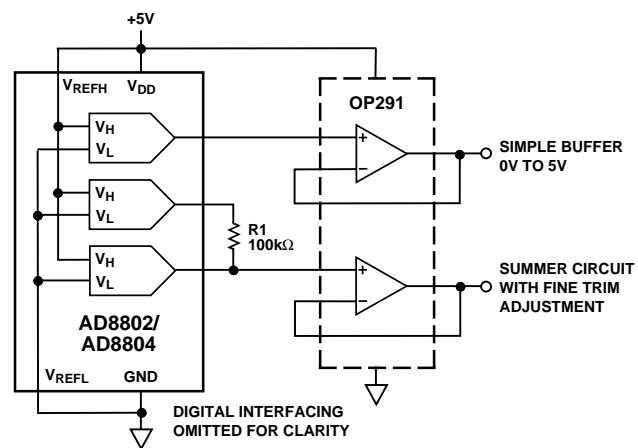 +5V
VREFH
VDD
OP291
VH
VL
+
−
SIMPLE BUFFER
0V TO 5V
VH
VL
R1
100kΩ
VH
VL
+
−
SUMMER CIRCUIT
WITH FINE TRIM
ADJUSTMENT
AD8802/
AD8804
VREFL
GND
DIGITAL INTERFACING
OMITTED FOR CLARITY